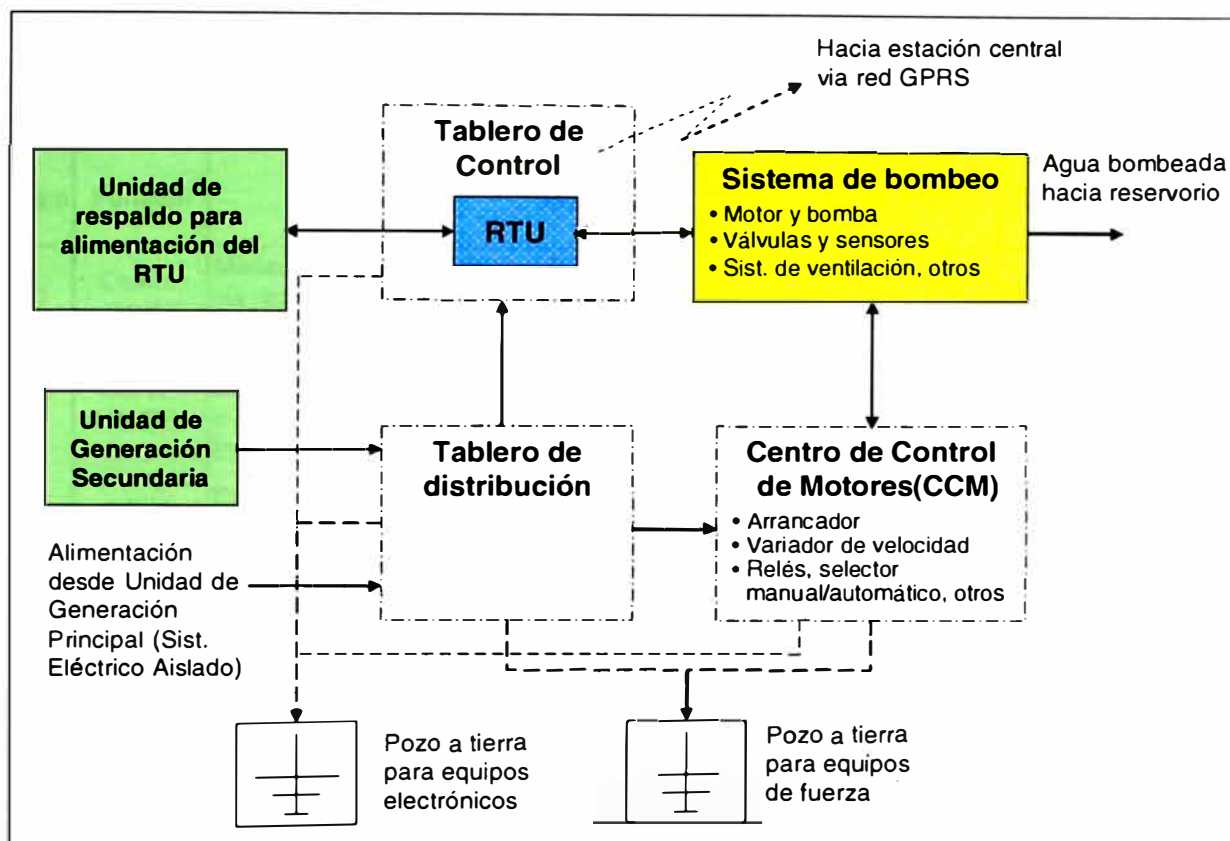 Hacia estación central
via red GPRS
Tablero de
Control
RTU
Unidad de
respaldo para
alimentación del
RTU
Sistema de bombeo
• Motor y bomba
• Válvulas y sensores
• Sist. de ventilación, otros
Agua bombeada
hacia reservorio
Unidad de
Generación
Secundaria
Tablero de
distribución
Centro de Control
de Motores(CCM)
• Arrancador
• Variador de velocidad
• Relés, selector
manual/automático, otros
Alimentación
desde Unidad de
Generación
Principal (Sist.
Eléctrico Aislado)
Pozo a tierra
para equipos
electrónicos
Pozo a tierra
para equipos
de fuerza